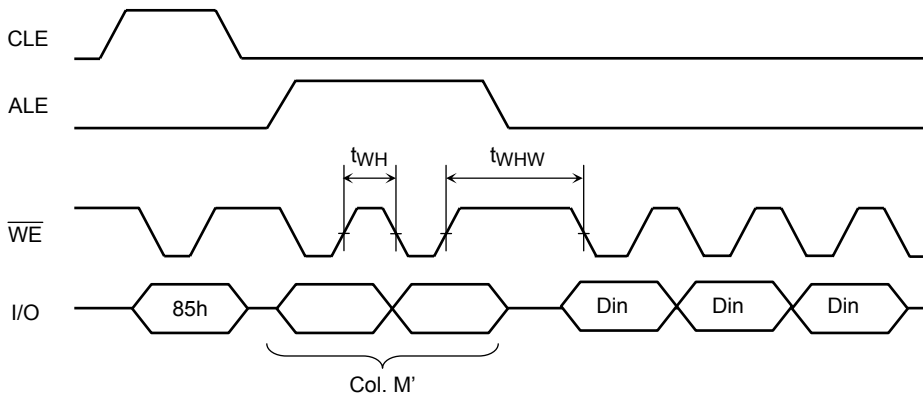 CLE
ALE
tWH
tWHW
WE
I/O
85h
Din
Din
Din
Col. M’